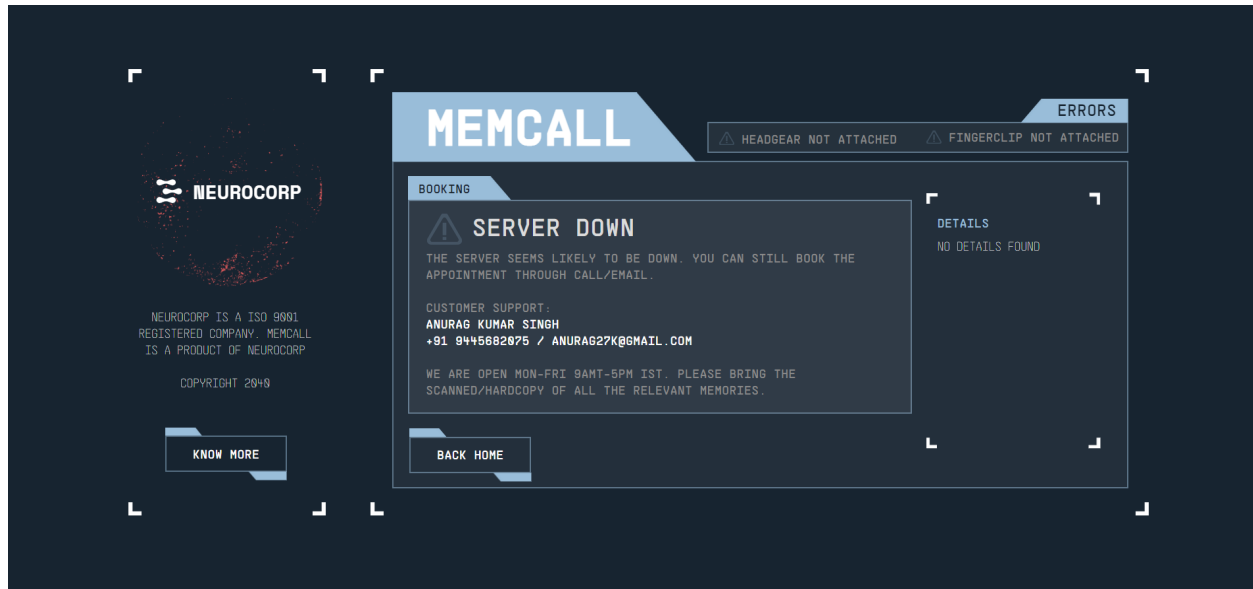 NEUROCORP
NEUROCORP IS A ISO 9001
REGISTERED COMPANY. MEMCALL
IS A PRODUCT OF NEUROCORP
COPYRIGHT 2040
KNOW MORE
MEMCALL
ERRORS
HEADGEAR NOT ATTACHED
FINGERCLIP NOT ATTACHED
BOOKING
SERVER DOWN
THE SERVER SEEMS LIKELY TO BE DOWN. YOU CAN STILL BOOK THE
APPOINTMENT THROUGH CALL/EMAIL.
CUSTOMER SUPPORT:
ANURAG KUMAR SINGH
+91 9445682075 / ANURAG27K@GMAIL.COM
WE ARE OPEN MON-FRI 9AMT-5PM IST. PLEASE BRING THE
SCANNED/HARDCOPY OF ALL THE RELEVANT MEMORIES.
BACK HOME
DETAILS
NO DETAILS FOUND